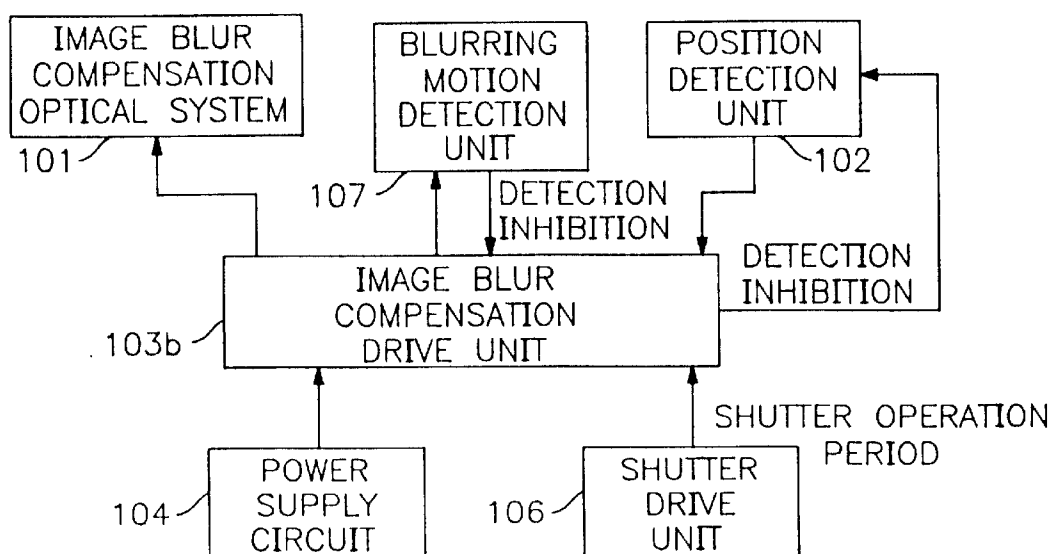 IMAGE BLUR
COMPENSATION
OPTICAL SYSTEM
101
BLURRING
MOTION
DETECTION
UNIT
107
POSITION
DETECTION
UNIT
102
DETECTION
INHIBITION
DETECTION
INHIBITION
IMAGE BLUR
COMPENSATION
DRIVE UNIT
103b
SHUTTER OPERATION
PERIOD
POWER
SUPPLY
CIRCUIT
104
SHUTTER
DRIVE
UNIT
106